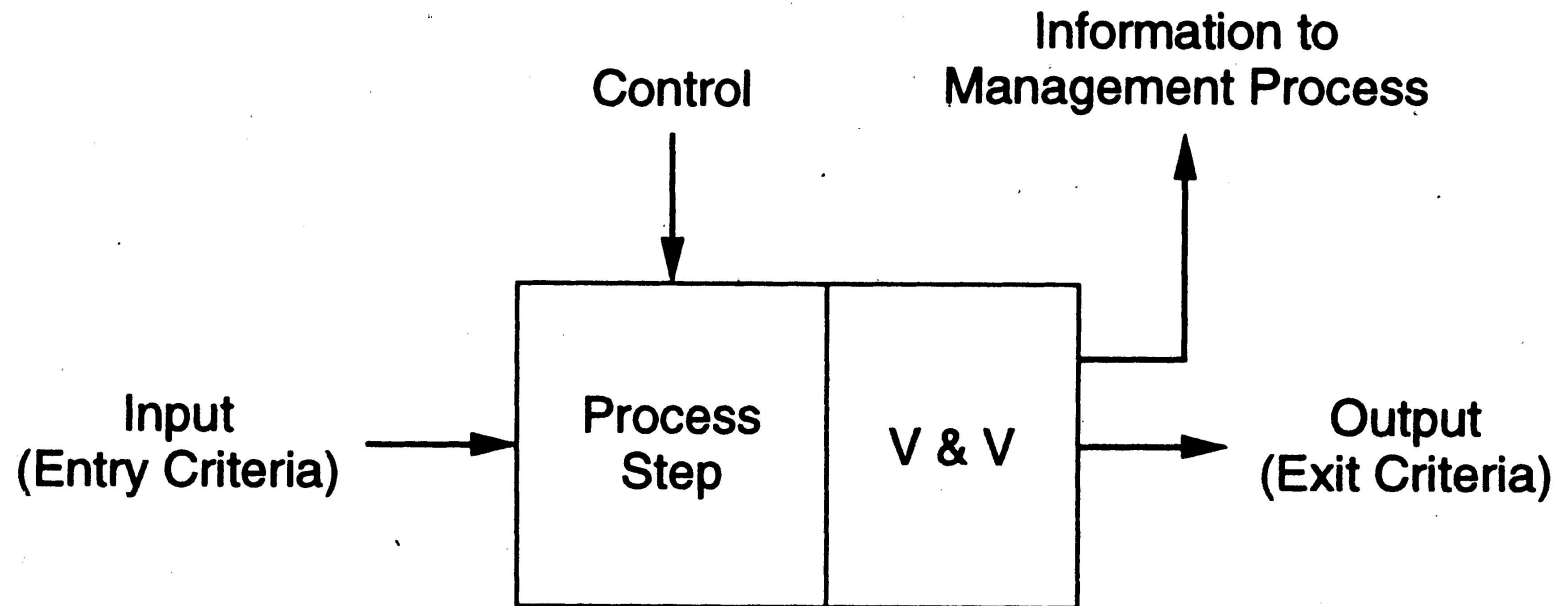 Information to
Management Process
Control
Input
(Entry Criteria)
Process
Step
V & V
Output
(Exit Criteria)